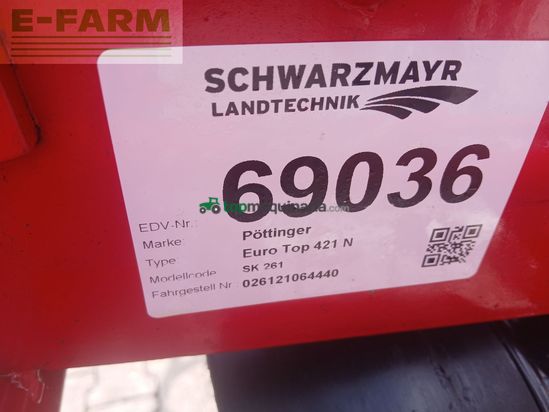 E-FARM
SCHWARZMAYR
LANDTECHNIK
69036
topmaquinaria.com
EDV-Nr.:
Marke: Pöttinger
Type: Euro Top 421 N
Modellcode SK 261
Fahrgestell Nr. 026121064440